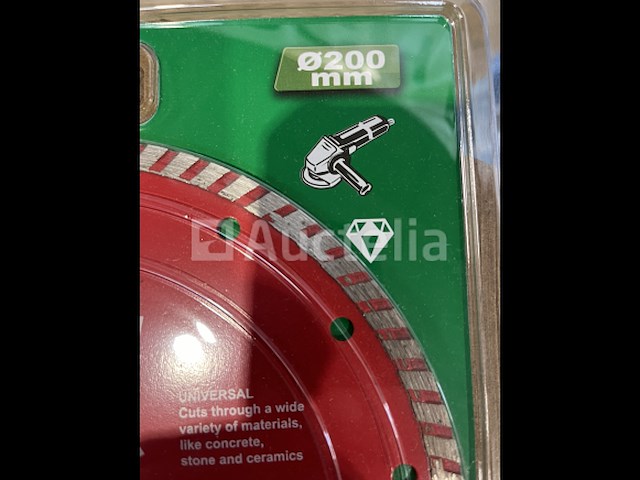 Ø200
mm
Auctelia
UNIVERSAL
Cuts through a wide
variety of materials,
like concrete,
stone and ceramics